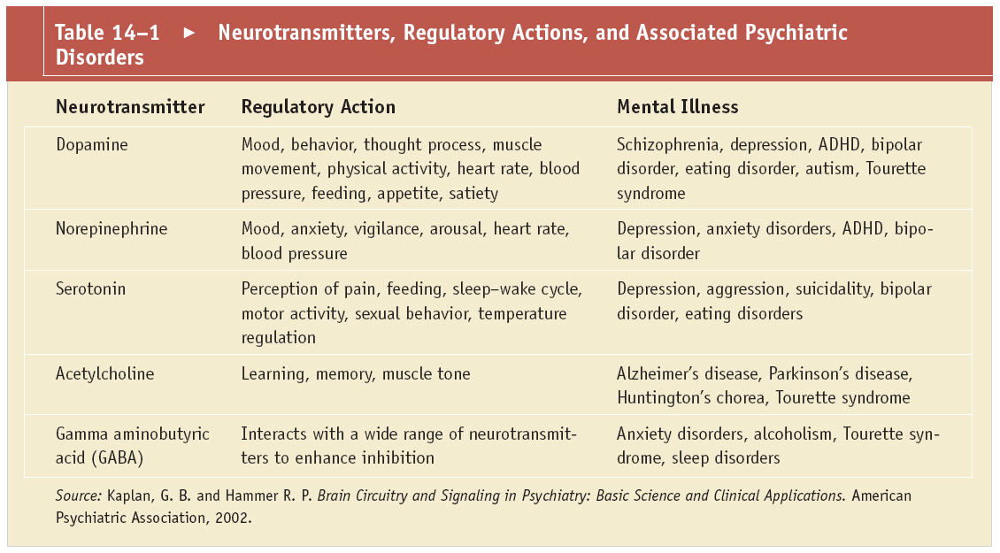 Table 14–1 ► Neurotransmitters, Regulatory Actions, and Associated Psychiatric
Disorders
Neurotransmitter Regulatory Action Mental Illness
Dopamine Mood, behavior, thought process, muscle Schizophrenia, depression, ADHD, bipolar
movement, physical activity, heart rate, blood disorder, eating disorder, autism, Tourette
pressure, feeding, appetite, satiety syndrome
Norepinephrine Mood, anxiety, vigilance, arousal, heart rate, Depression, anxiety disorders, ADHD, bipo-
blood pressure lar disorder
Serotonin Perception of pain, feeding, sleep–wake cycle, Depression, aggression, suicidality, bipolar
motor activity, sexual behavior, temperature disorder, eating disorders
regulation
Acetylcholine Learning, memory, muscle tone Alzheimer’s disease, Parkinson’s disease,
Huntington’s chorea, Tourette syndrome
Gamma aminobutyric Interacts with a wide range of neurotransmit- Anxiety disorders, alcoholism, Tourette syn-
acid (GABA) ters to enhance inhibition drome, sleep disorders
Source: Kaplan, G. B. and Hammer R. P. Brain Circuitry and Signaling in Psychiatry: Basic Science and Clinical Applications. American
Psychiatric Association, 2002.